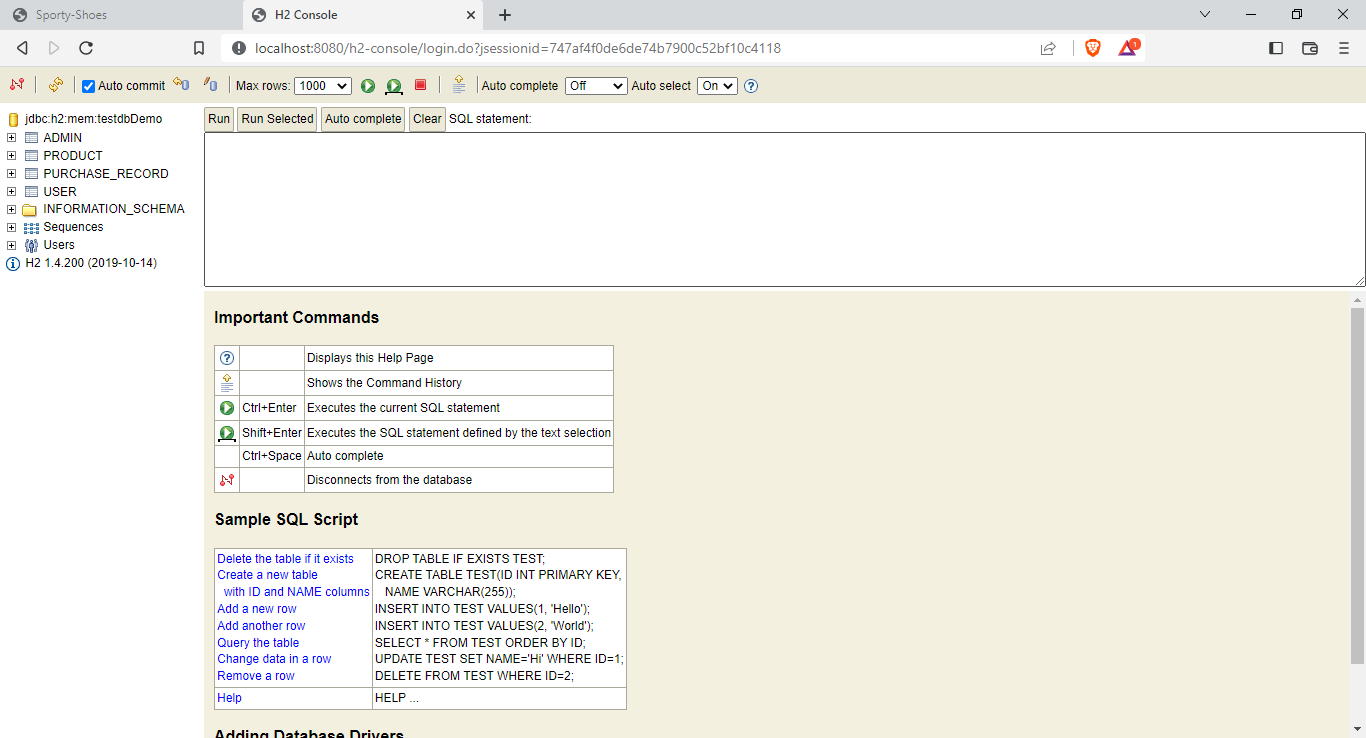 Sporty-Shoes
H2 Console
localhost:8080/h2-console/login.do?jsessionid=747af4f0de6de74b7900c52bf10c4118
1
Auto commit
Max rows: 1000
Auto complete Off
Auto select On
jdbc:h2:mem:testdbDemo
ADMIN
PRODUCT
PURCHASE_RECORD
USER
INFORMATION_SCHEMA
Sequences
Users
H2 1.4.200 (2019-10-14)
Run Run Selected Auto complete Clear SQL statement:
Important Commands
Displays this Help Page
Shows the Command History
Ctrl+Enter Executes the current SQL statement
Shift+Enter Executes the SQL statement defined by the text selection
Ctrl+Space Auto complete
Disconnects from the database
Sample SQL Script
Delete the table if it exists DROP TABLE IF EXISTS TEST;
Create a new table CREATE TABLE TEST(ID INT PRIMARY KEY,
with ID and NAME columns NAME VARCHAR(255));
Add a new row INSERT INTO TEST VALUES(1, 'Hello');
Add another row INSERT INTO TEST VALUES(2, 'World');
Query the table SELECT * FROM TEST ORDER BY ID;
Change data in a row UPDATE TEST SET NAME='Hi' WHERE ID=1;
Remove a row DELETE FROM TEST WHERE ID=2;
Help HELP ...
Adding Database Drivers